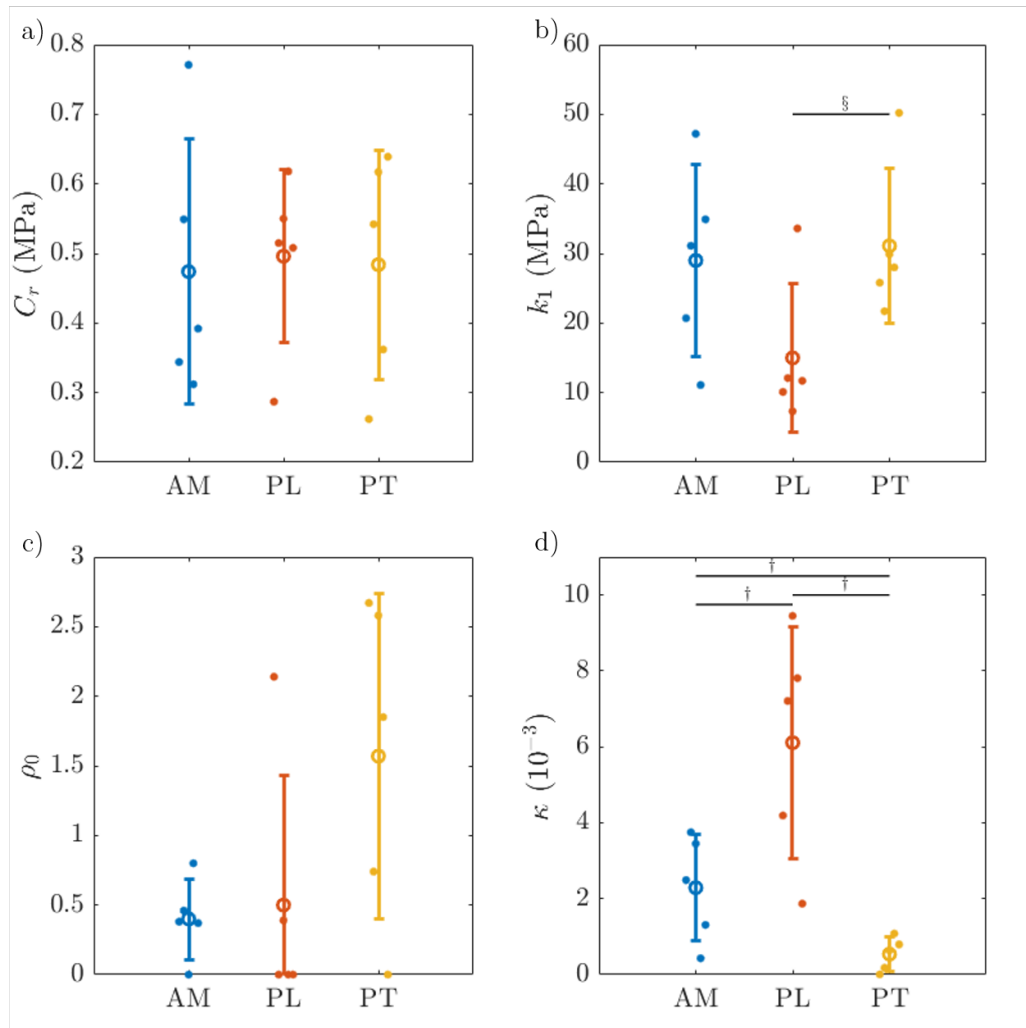 a)
0.8
0.7
0.6
0.5
0.4
0.3
0.2
C_r (MPa)
AM PL PT
b)
60
50
40
30
20
10
0
k_1 (MPa)
§
AM PL PT
c)
3
2.5
2
1.5
1
0.5
0
ρ_0
AM PL PT
d)
10
8
6
4
2
0
κ (10^{-3})
†
† †
AM PL PT